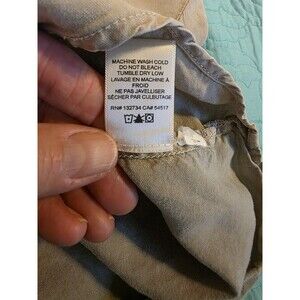 MACHINE WASH COLD
DO NOT BLEACH
TUMBLE DRY LOW
LAVAGE EN MACHINE À
FROID
NE PAS JAVELLISER
SÉCHER PAR CULBUTAGE
RN# 132734 CA# 54517